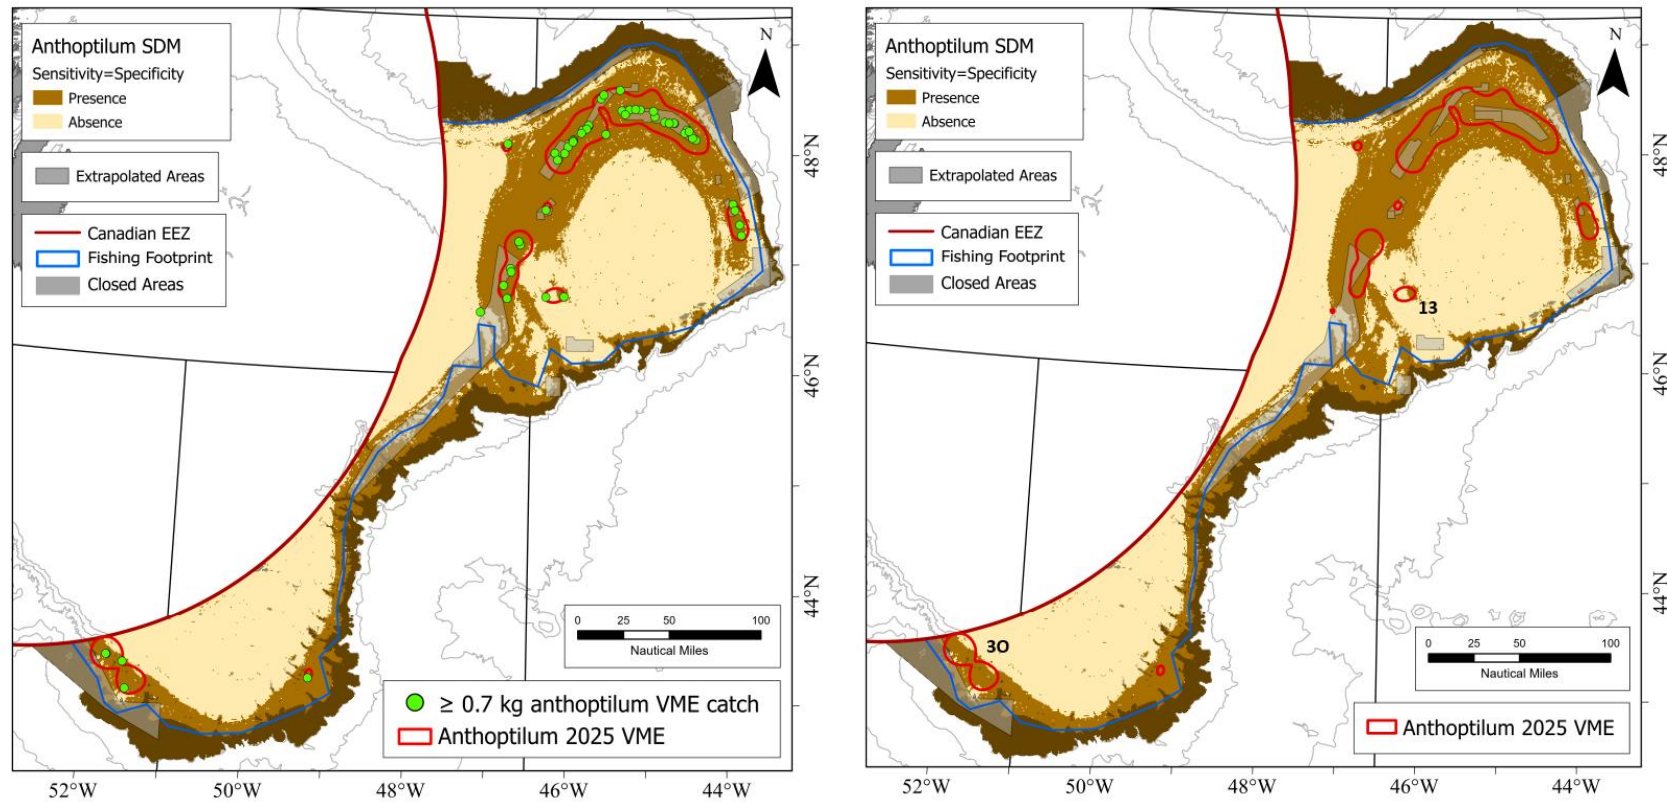 Anthoptilum SDM
Sensitivity=Specificity
Presence
Absence
Extrapolated Areas
Canadian EEZ
Fishing Footprint
Closed Areas
N
48°N
46°N
44°N
0 25 50 100
Nautical Miles
≥ 0.7 kg anthoptilum VME catch
Anthoptilum 2025 VME
52°W 50°W 48°W 46°W 44°W
Anthoptilum SDM
Sensitivity=Specificity
Presence
Absence
Extrapolated Areas
Canadian EEZ
Fishing Footprint
Closed Areas
N
48°N
13
46°N
44°N
3O
0 25 50 100
Nautical Miles
Anthoptilum 2025 VME
52°W 50°W 48°W 46°W 44°W